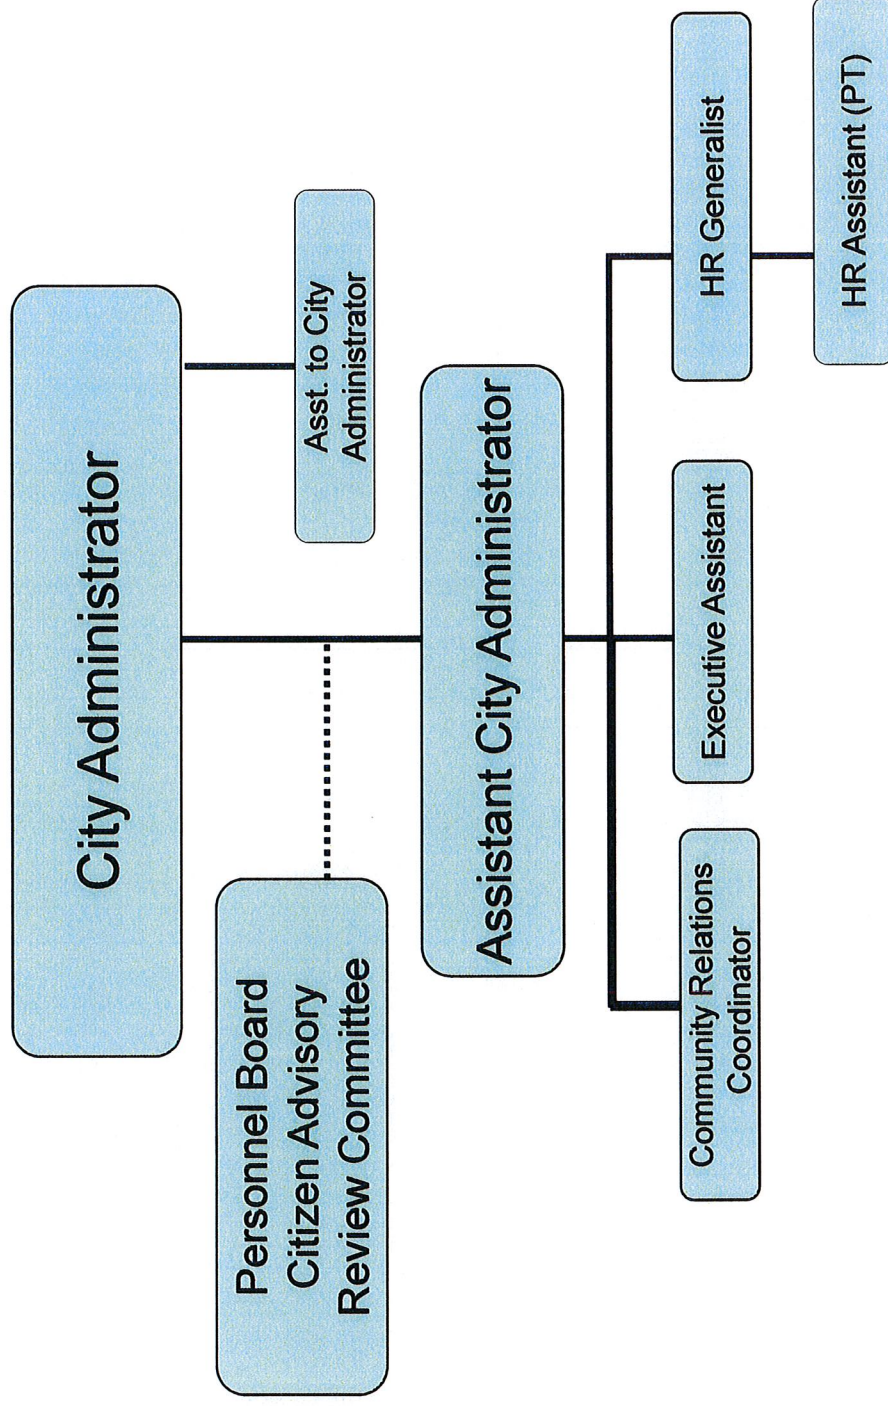 City Administrator
Asst. to City
Administrator
Personnel Board
Citizen Advisory
Review Committee
Assistant City Administrator
Community Relations
Coordinator
Executive Assistant
HR Generalist
HR Assistant (PT)